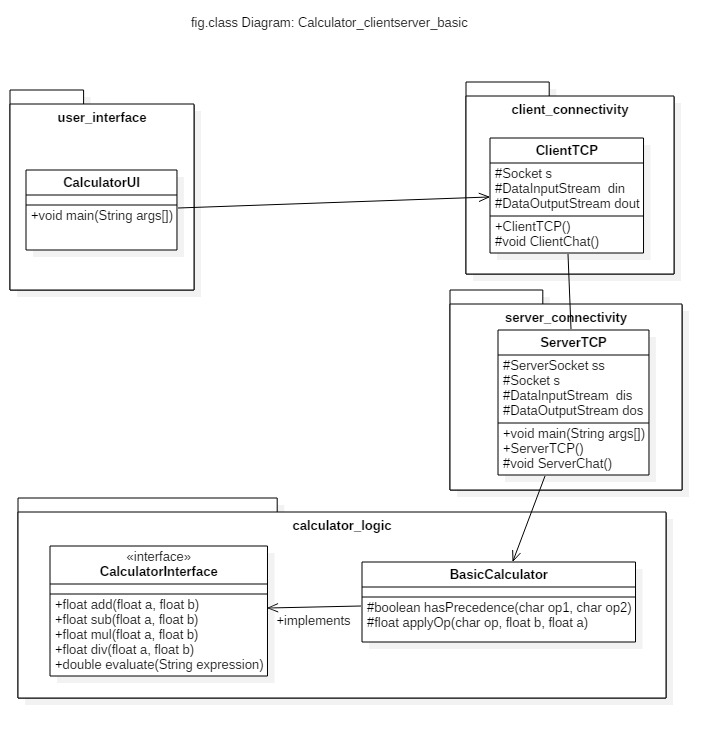 fig.class Diagram: Calculator_clientserver_basic
user_interface
CalculatorUI
+void main(String args[])
client_connectivity
ClientTCP
#Socket s
#DataInputStream  din
#DataOutputStream dout
+ClientTCP()
#void ClientChat()
server_connectivity
ServerTCP
#ServerSocket ss
#Socket s
#DataInputStream  dis
#DataOutputStream dos
+void main(String args[])
+ServerTCP()
#void ServerChat()
calculator_logic
«interface»
CalculatorInterface
+float add(float a, float b)
+float sub(float a, float b)
+float mul(float a, float b)
+float div(float a, float b)
+double evaluate(String expression)
+implements
BasicCalculator
#boolean hasPrecedence(char op1, char op2)
#float applyOp(char op, float b, float a)